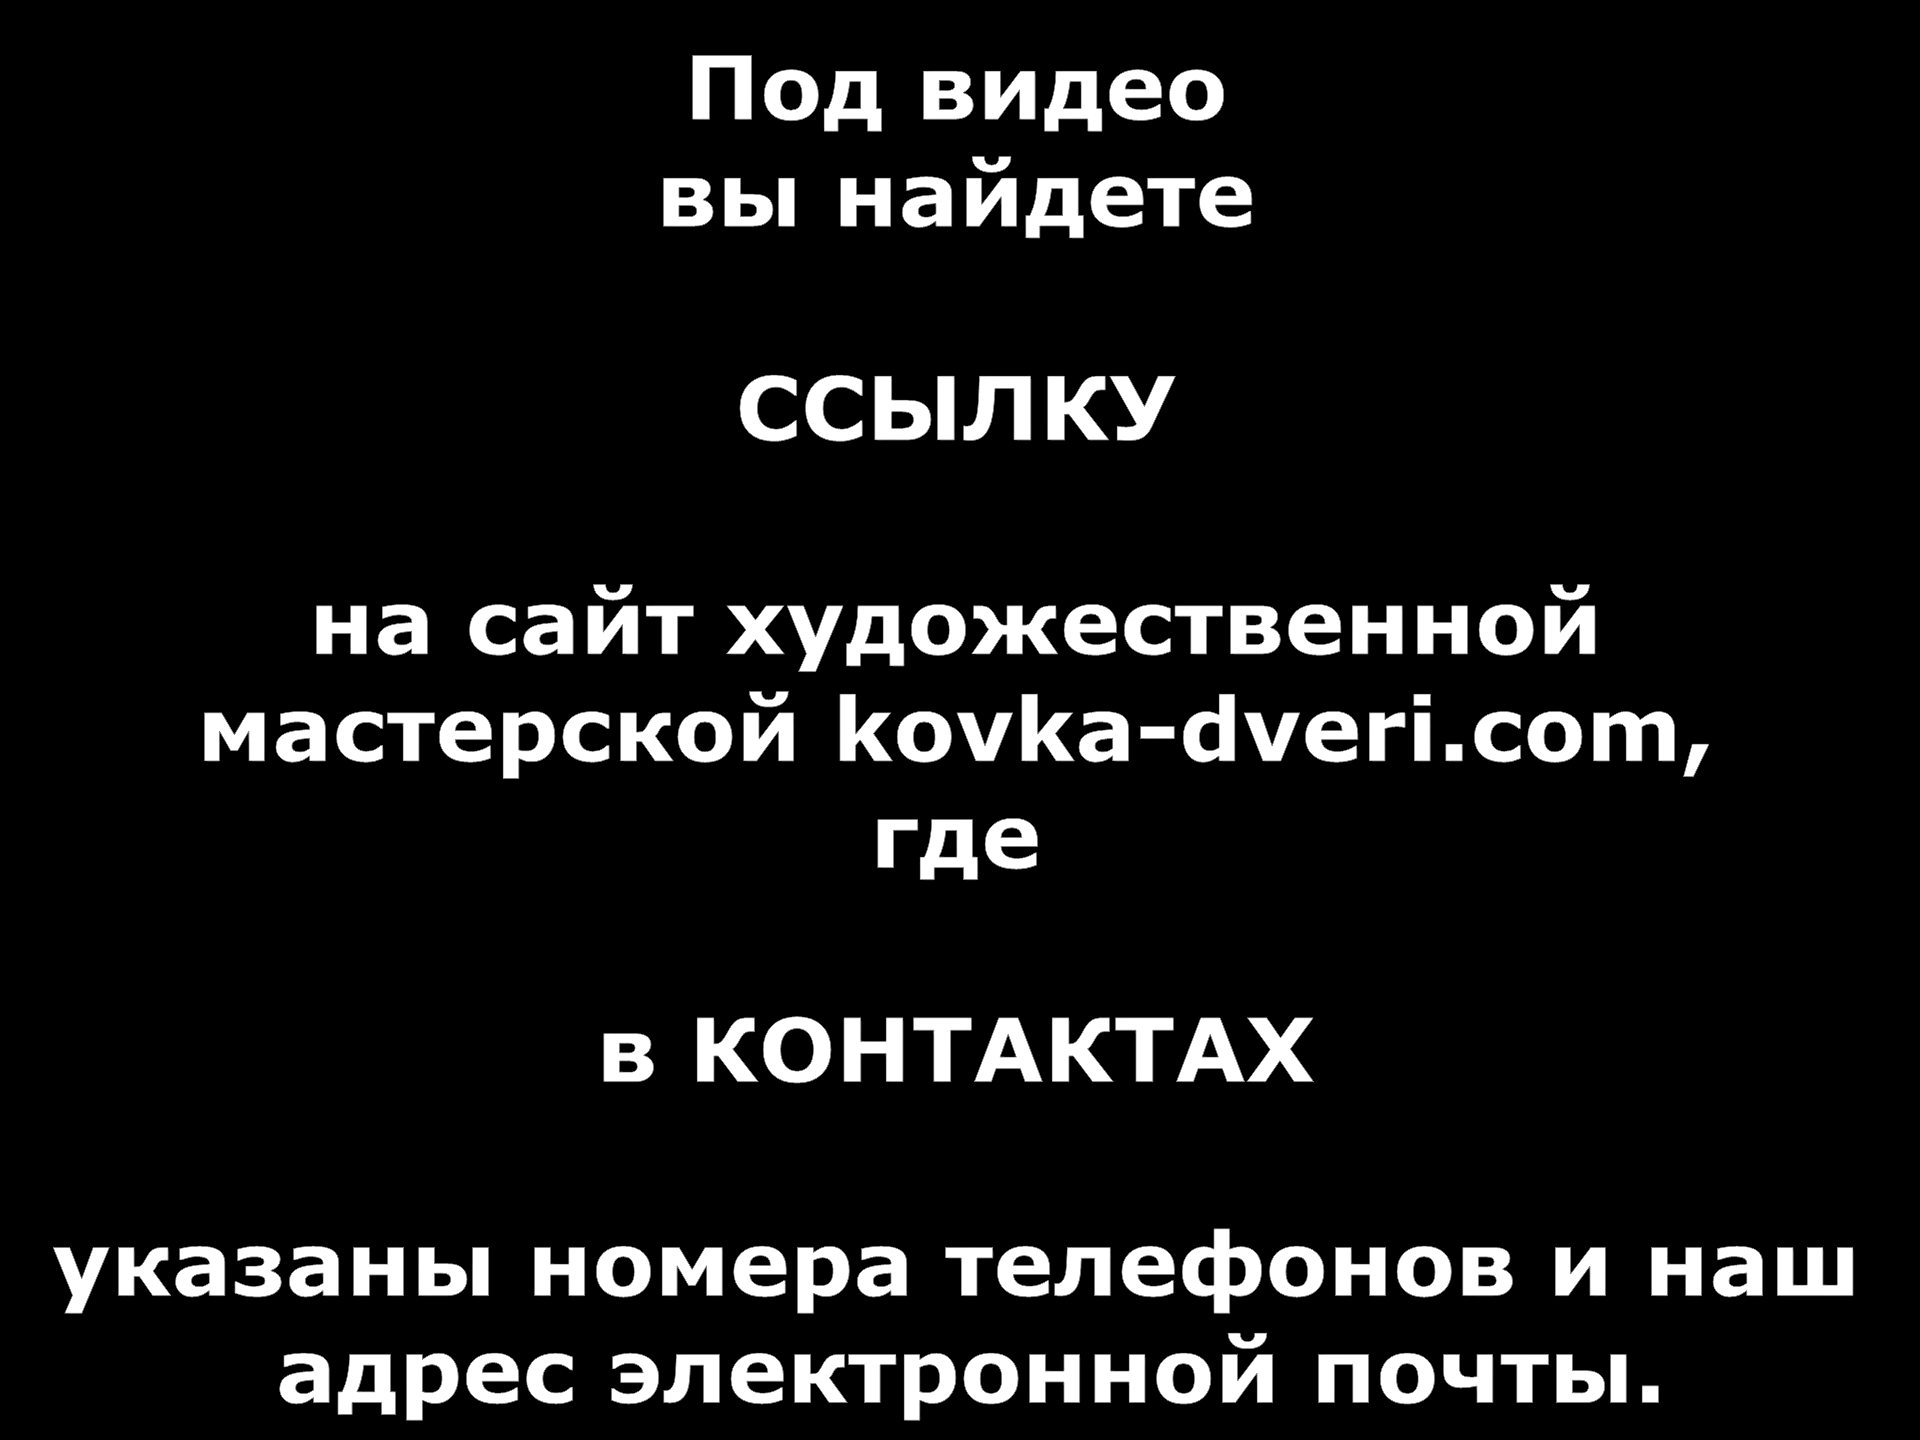 Под видео
вы найдете
ССЫЛКУ
на сайт художественной
мастерской kovka-dveri.com,
где
в КОНТАКТАХ
указаны номера телефонов и наш
адрес электронной почты.